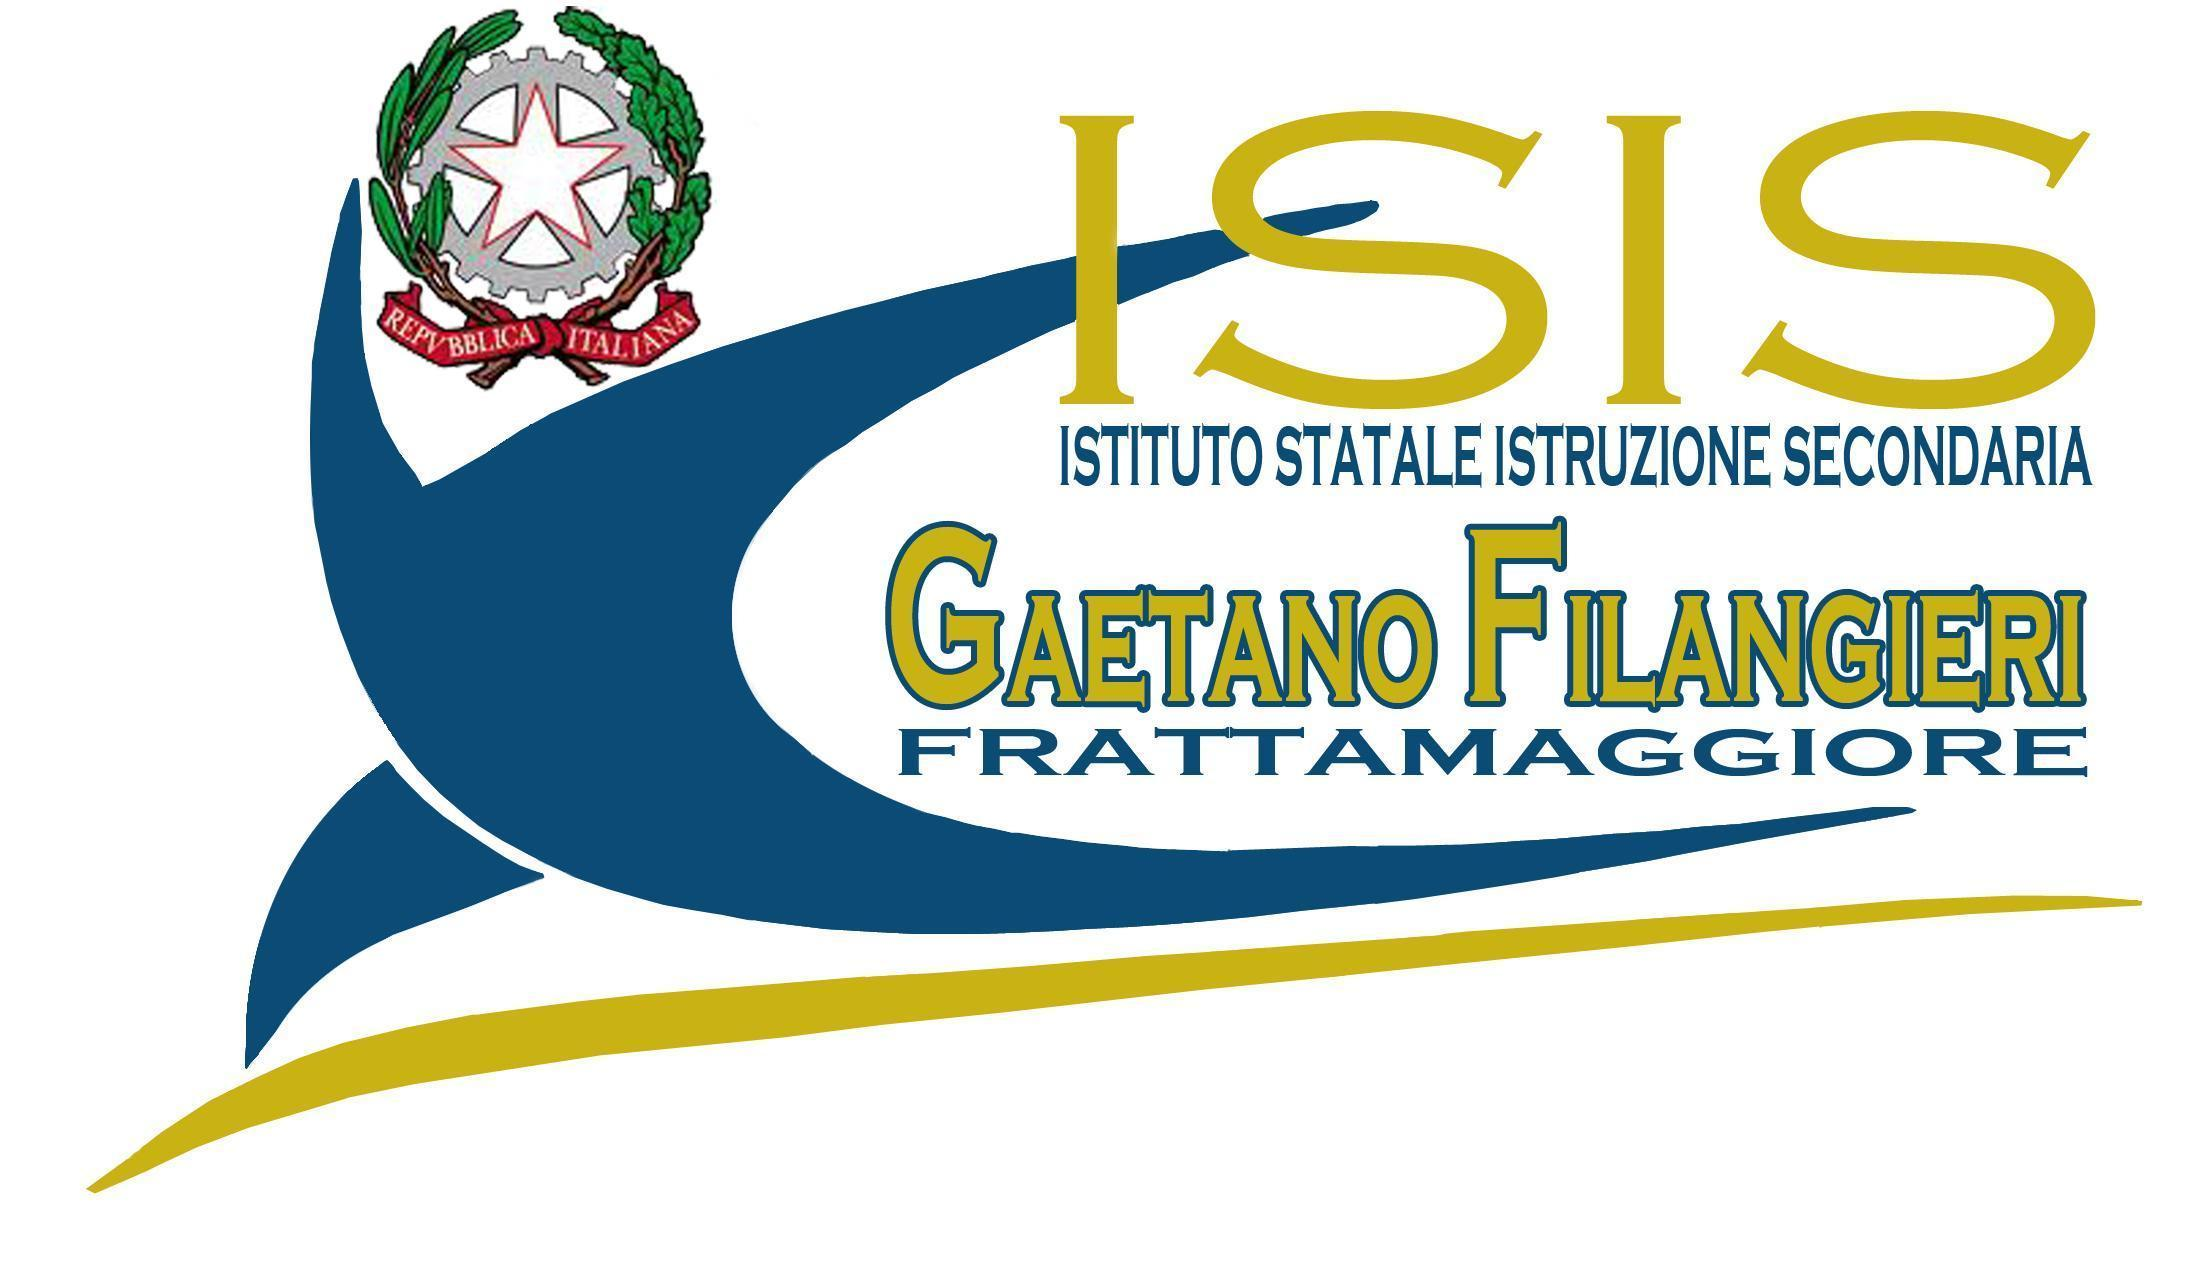 REPVBBLICA ITALIANA
ISIS
ISTITUTO STATALE ISTRUZIONE SECONDARIA
GAETANO FILANGIERI
FRATTAMAGGIORE